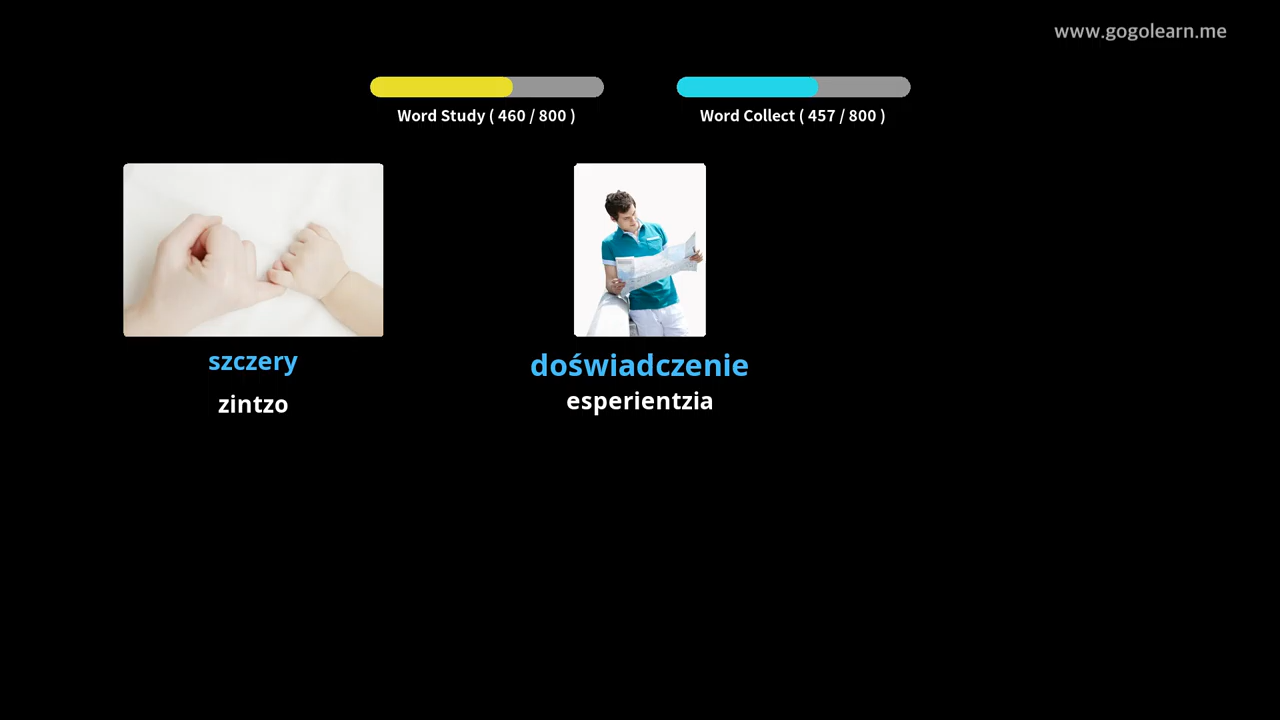 www.gogolearn.me
Word Study ( 460 / 800 )
Word Collect ( 457 / 800 )
szczery
zintzo
doświadczenie
esperientzia